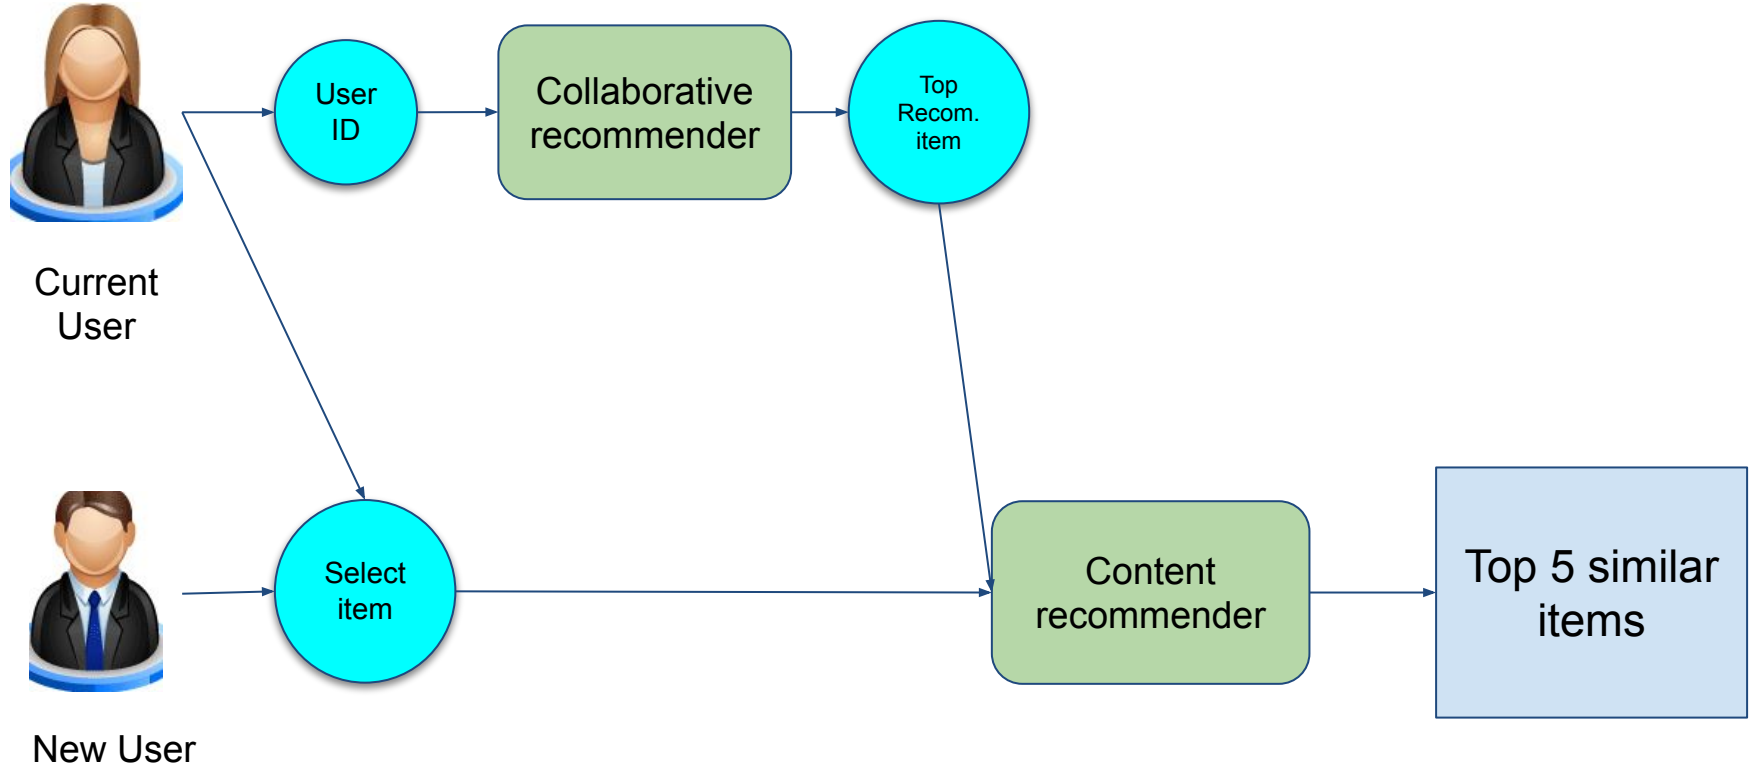 User
ID
Collaborative
recommender
Top
Recom.
item
Current
User
Select
item
Content
recommender
Top 5 similar
items
New User